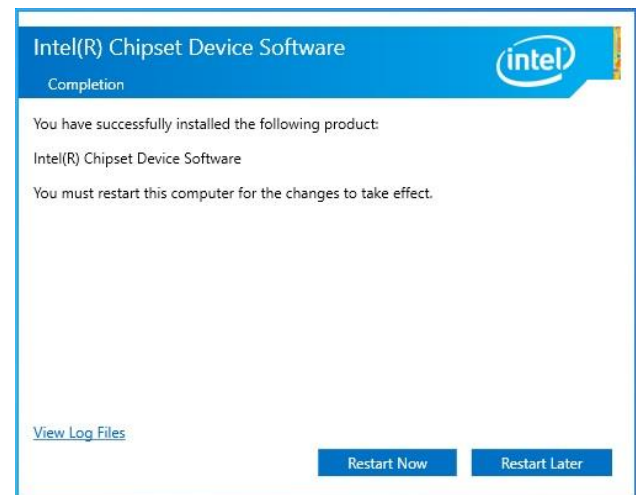 Intel(R) Chipset Device Software
intel
Completion
You have successfully installed the following product:
Intel(R) Chipset Device Software
You must restart this computer for the changes to take effect.
View Log Files
Restart Now
Restart Later